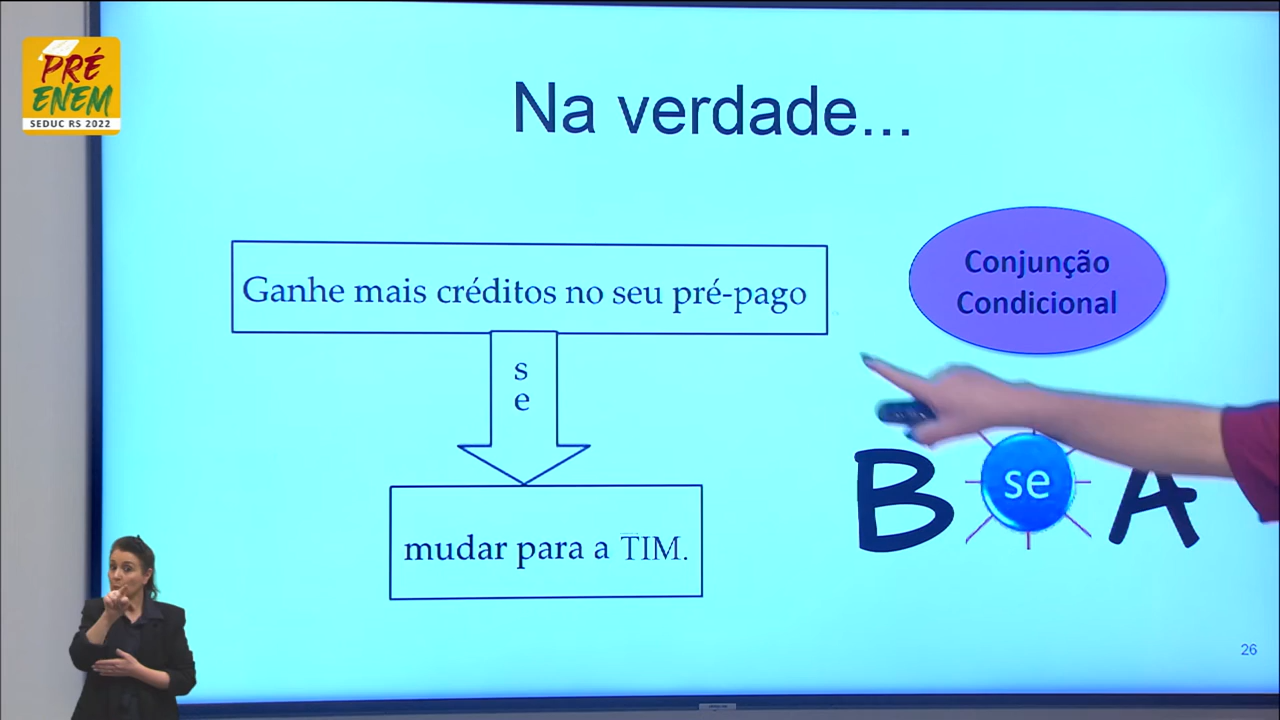 PRÉ
ENEM
SEDUC RS 2022
Na verdade...
Ganhe mais créditos no seu pré-pago
s
e
mudar para a TIM.
Conjunção
Condicional
B se A
26